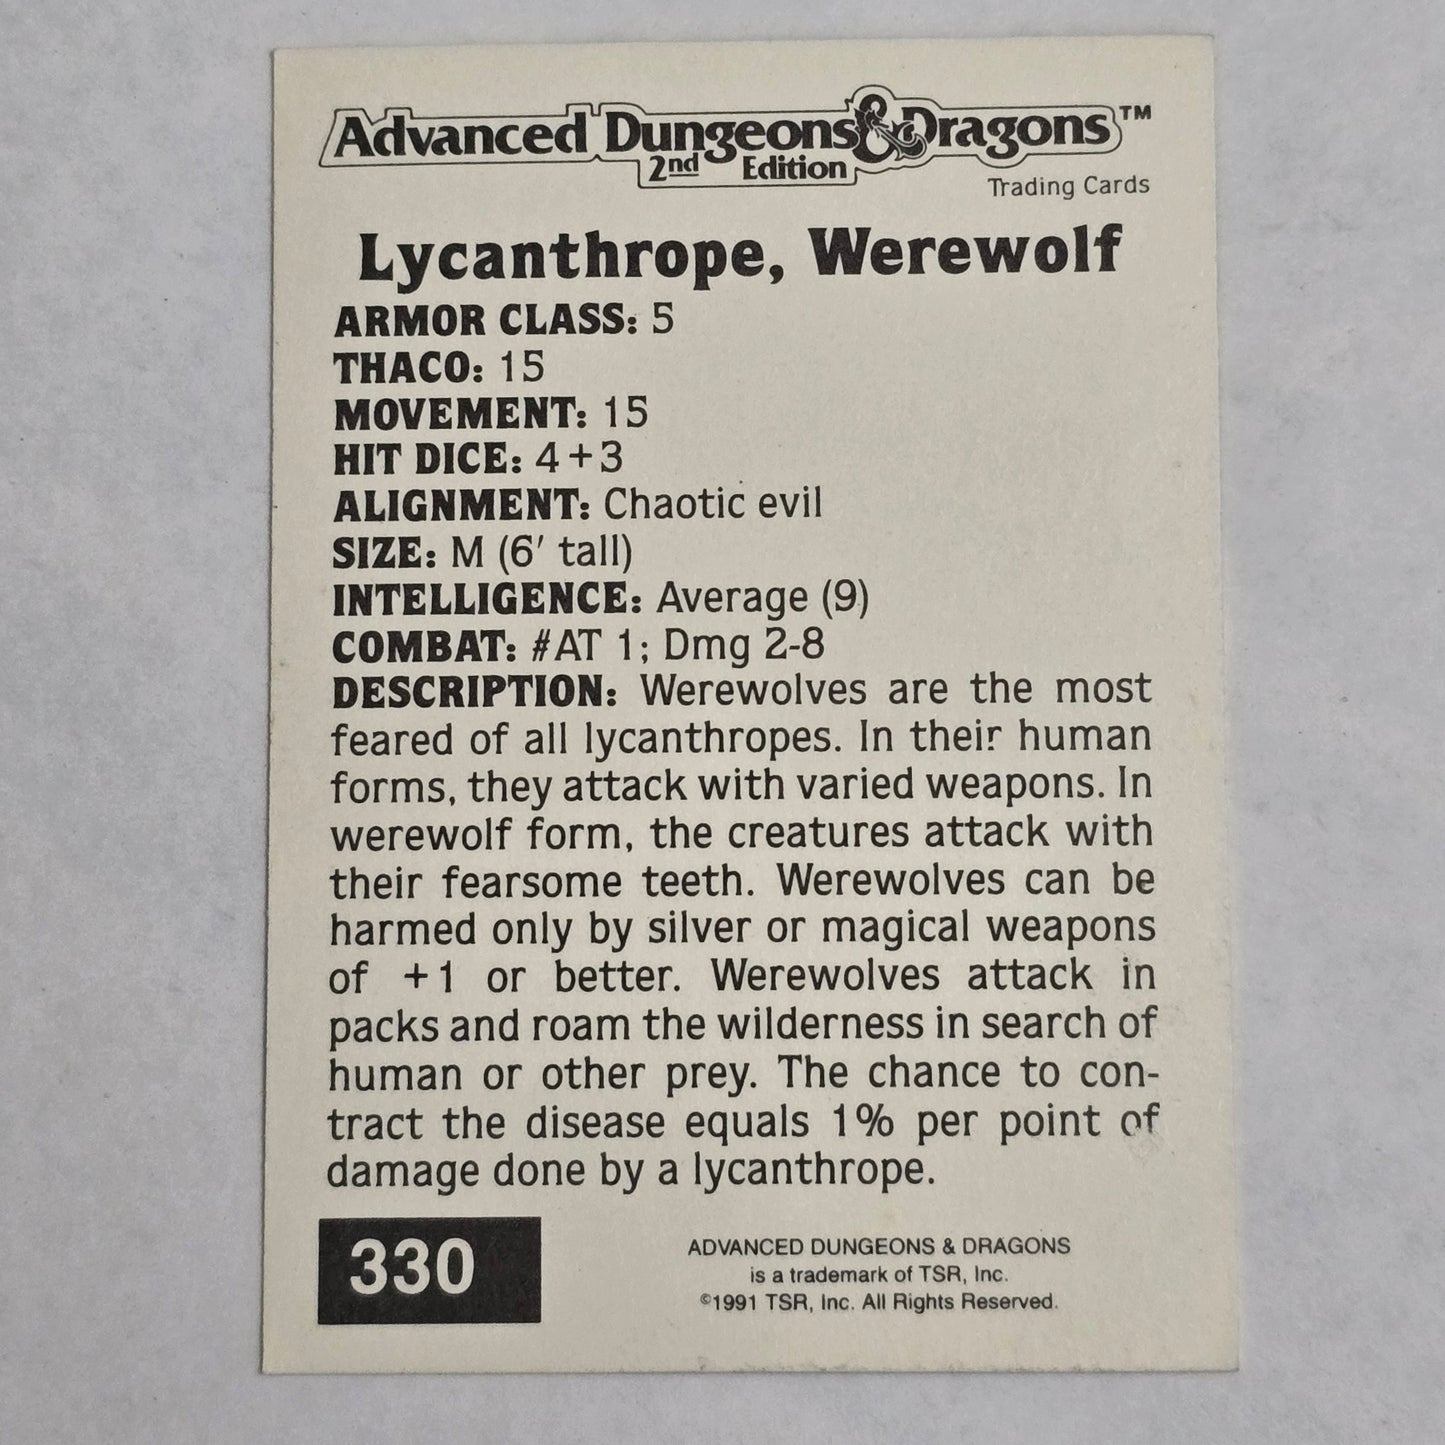 Advanced Dungeons & Dragons™
2nd Edition
Trading Cards
Lycanthrope, Werewolf
ARMOR CLASS: 5
THACO: 15
MOVEMENT: 15
HIT DICE: 4+3
ALIGNMENT: Chaotic evil
SIZE: M (6' tall)
INTELLIGENCE: Average (9)
COMBAT: #AT 1; Dmg 2-8
DESCRIPTION: Werewolves are the most
feared of all lycanthropes. In their human
forms, they attack with varied weapons. In
werewolf form, the creatures attack with
their fearsome teeth. Werewolves can be
harmed only by silver or magical weapons
of +1 or better. Werewolves attack in
packs and roam the wilderness in search of
human or other prey. The chance to con-
tract the disease equals 1% per point of
damage done by a lycanthrope.
330
ADVANCED DUNGEONS & DRAGONS
is a trademark of TSR, Inc.
©1991 TSR, Inc. All Rights Reserved.